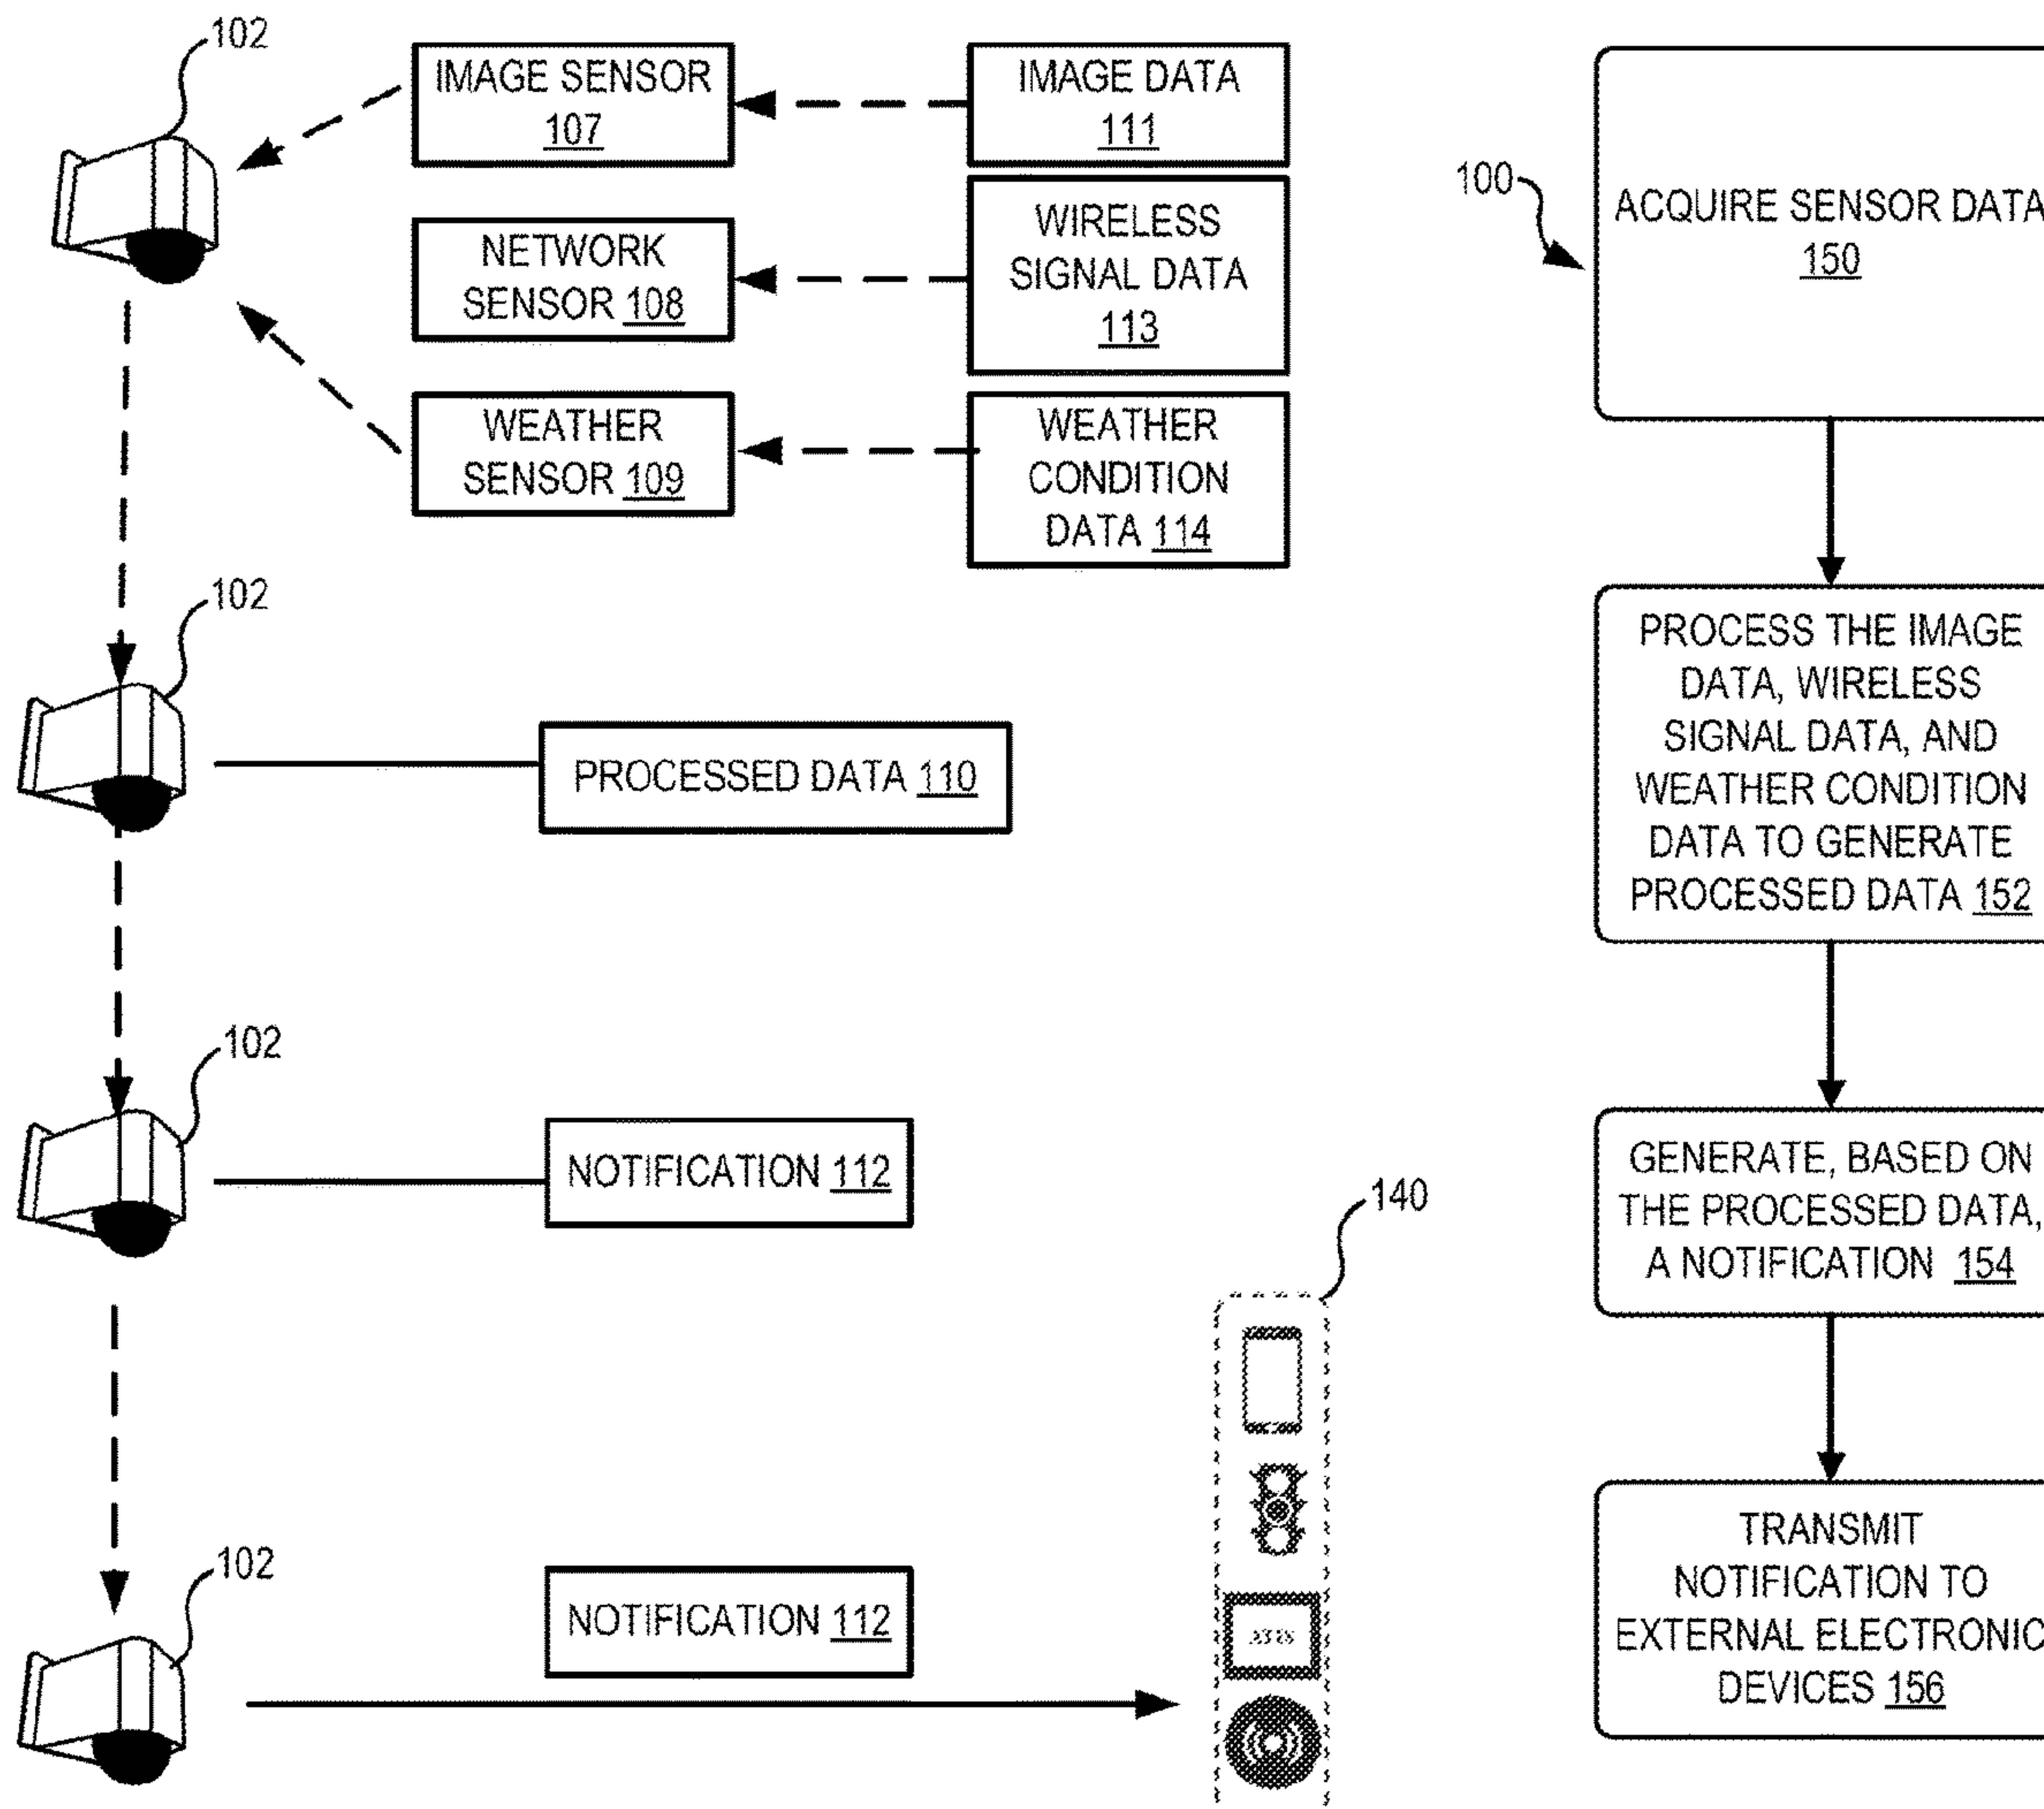 102
IMAGE SENSOR
107
IMAGE DATA
111
NETWORK
SENSOR 108
WIRELESS
SIGNAL DATA
113
WEATHER
SENSOR 109
WEATHER
CONDITION
DATA 114
100
ACQUIRE SENSOR DATA
150
102
PROCESSED DATA 110
PROCESS THE IMAGE
DATA, WIRELESS
SIGNAL DATA, AND
WEATHER CONDITION
DATA TO GENERATE
PROCESSED DATA 152
102
NOTIFICATION 112
GENERATE, BASED ON
THE PROCESSED DATA,
A NOTIFICATION 154
140
102
NOTIFICATION 112
TRANSMIT
NOTIFICATION TO
EXTERNAL ELECTRONIC
DEVICES 156